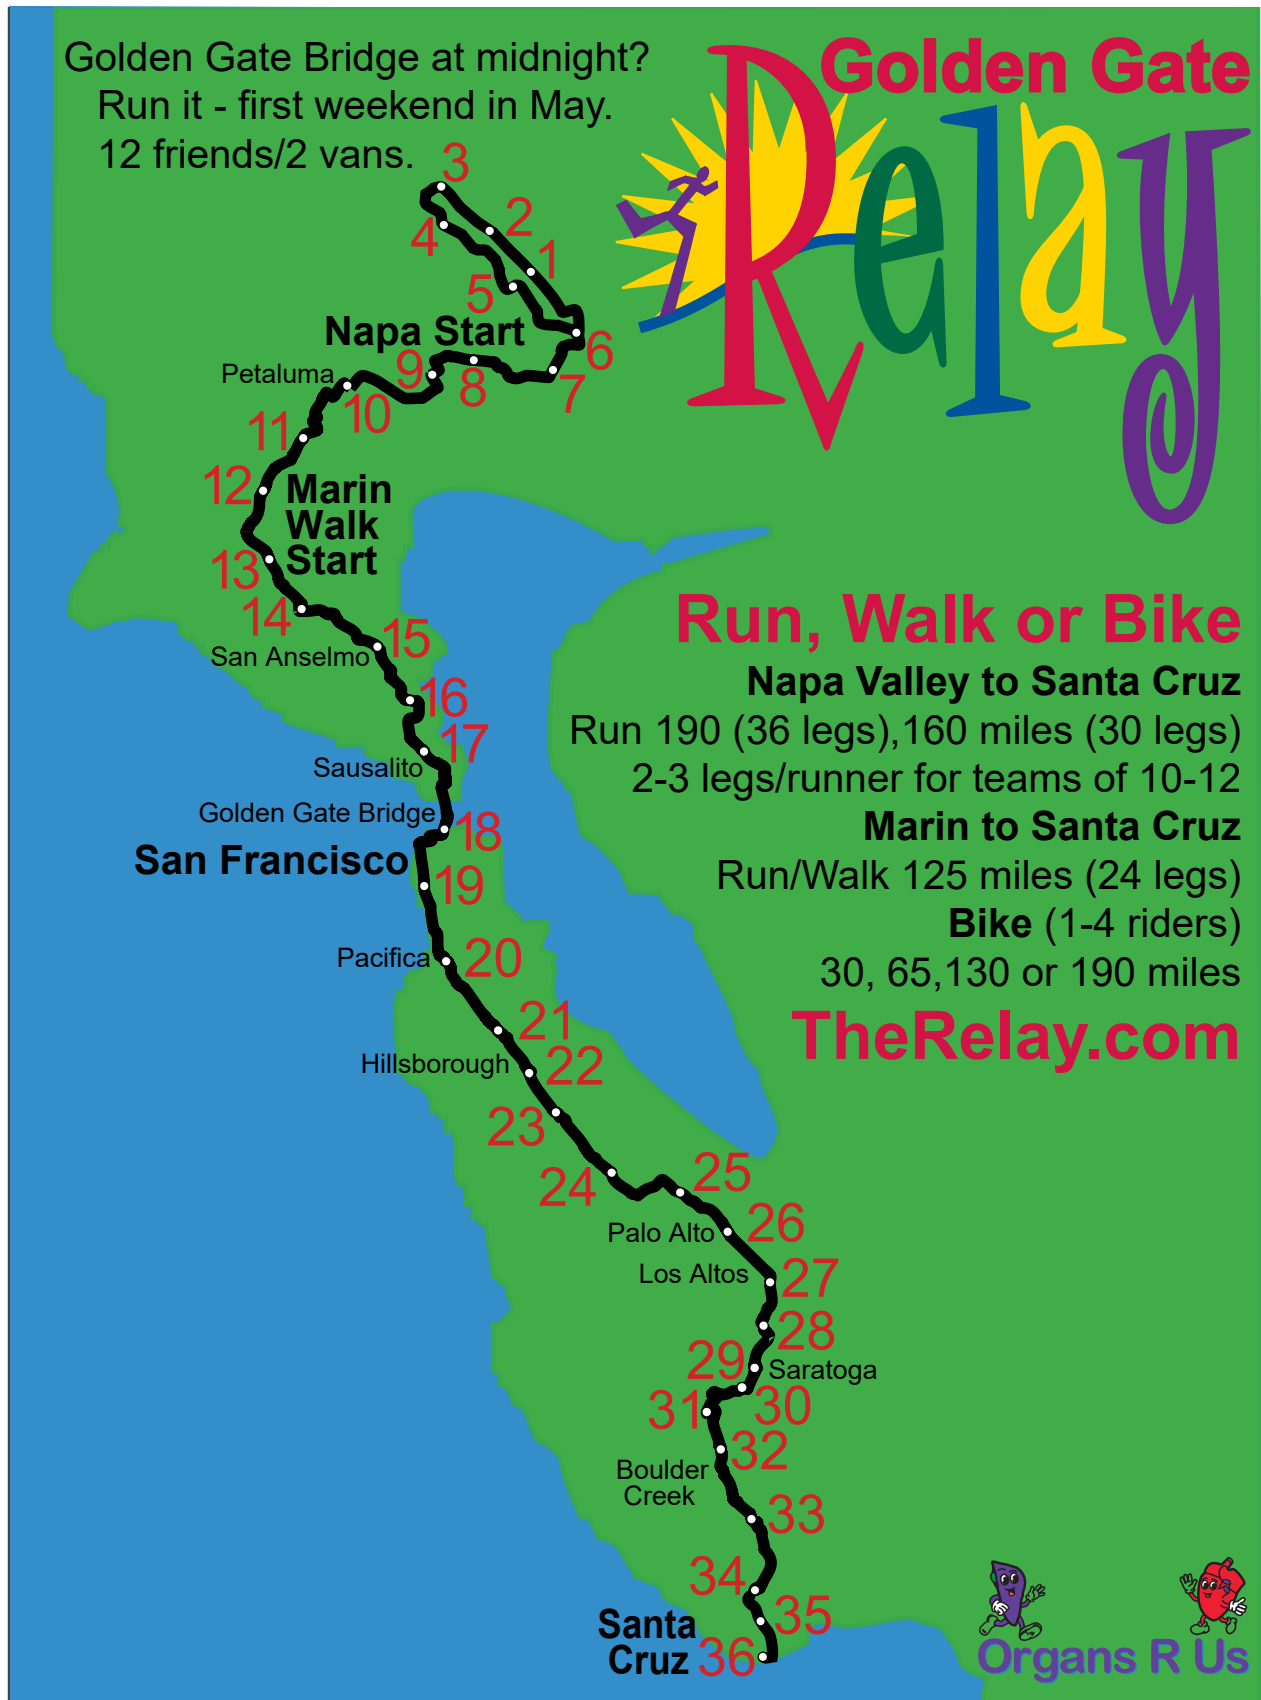 Golden Gate Bridge at midnight?
Run it - first weekend in May.
12 friends/2 vans.
Golden Gate
Relay
3
2
4
1
5
Napa Start
6
9
8
7
Petaluma
10
11
12
Marin
Walk
Start
13
14
15
San Anselmo
16
17
Sausalito
Golden Gate Bridge
18
San Francisco
19
Pacifica
20
21
Hillsborough
22
23
24
25
Palo Alto
26
Los Altos
27
28
29
Saratoga
30
31
32
Boulder
Creek
33
34
35
Santa
Cruz
36
Run, Walk or Bike
Napa Valley to Santa Cruz
Run 190 (36 legs),160 miles (30 legs)
2-3 legs/runner for teams of 10-12
Marin to Santa Cruz
Run/Walk 125 miles (24 legs)
Bike (1-4 riders)
30, 65,130 or 190 miles
TheRelay.com
Organs R Us